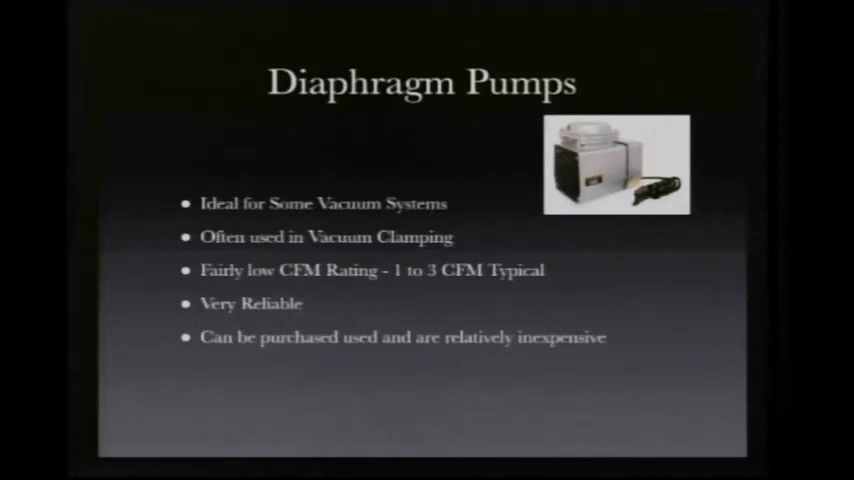 Diaphragm Pumps
• Ideal for Some Vacuum Systems
• Often used in Vacuum Clamping
• Fairly low CFM Rating - 1 to 3 CFM Typical
• Very Reliable
• Can be purchased used and are relatively inexpensive